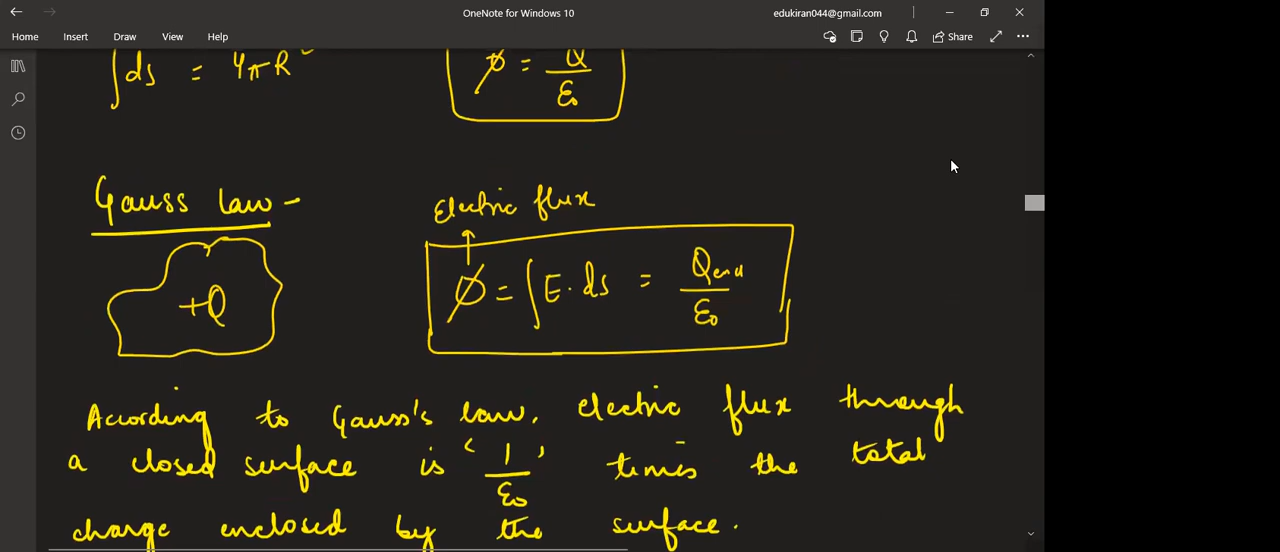 OneNote for Windows 10
edukiran044@gmail.com
Home Insert Draw View Help
Share
∫ds = 4πR²
φ = Q/ε₀
Gauss law -
Electric flux
+Q
φ = ∫E.ds = Qencl/ε₀
Acording to Gauss's law, electric flux through
a closed surface is '1/ε₀' times the total
charge enclosed by the surface.